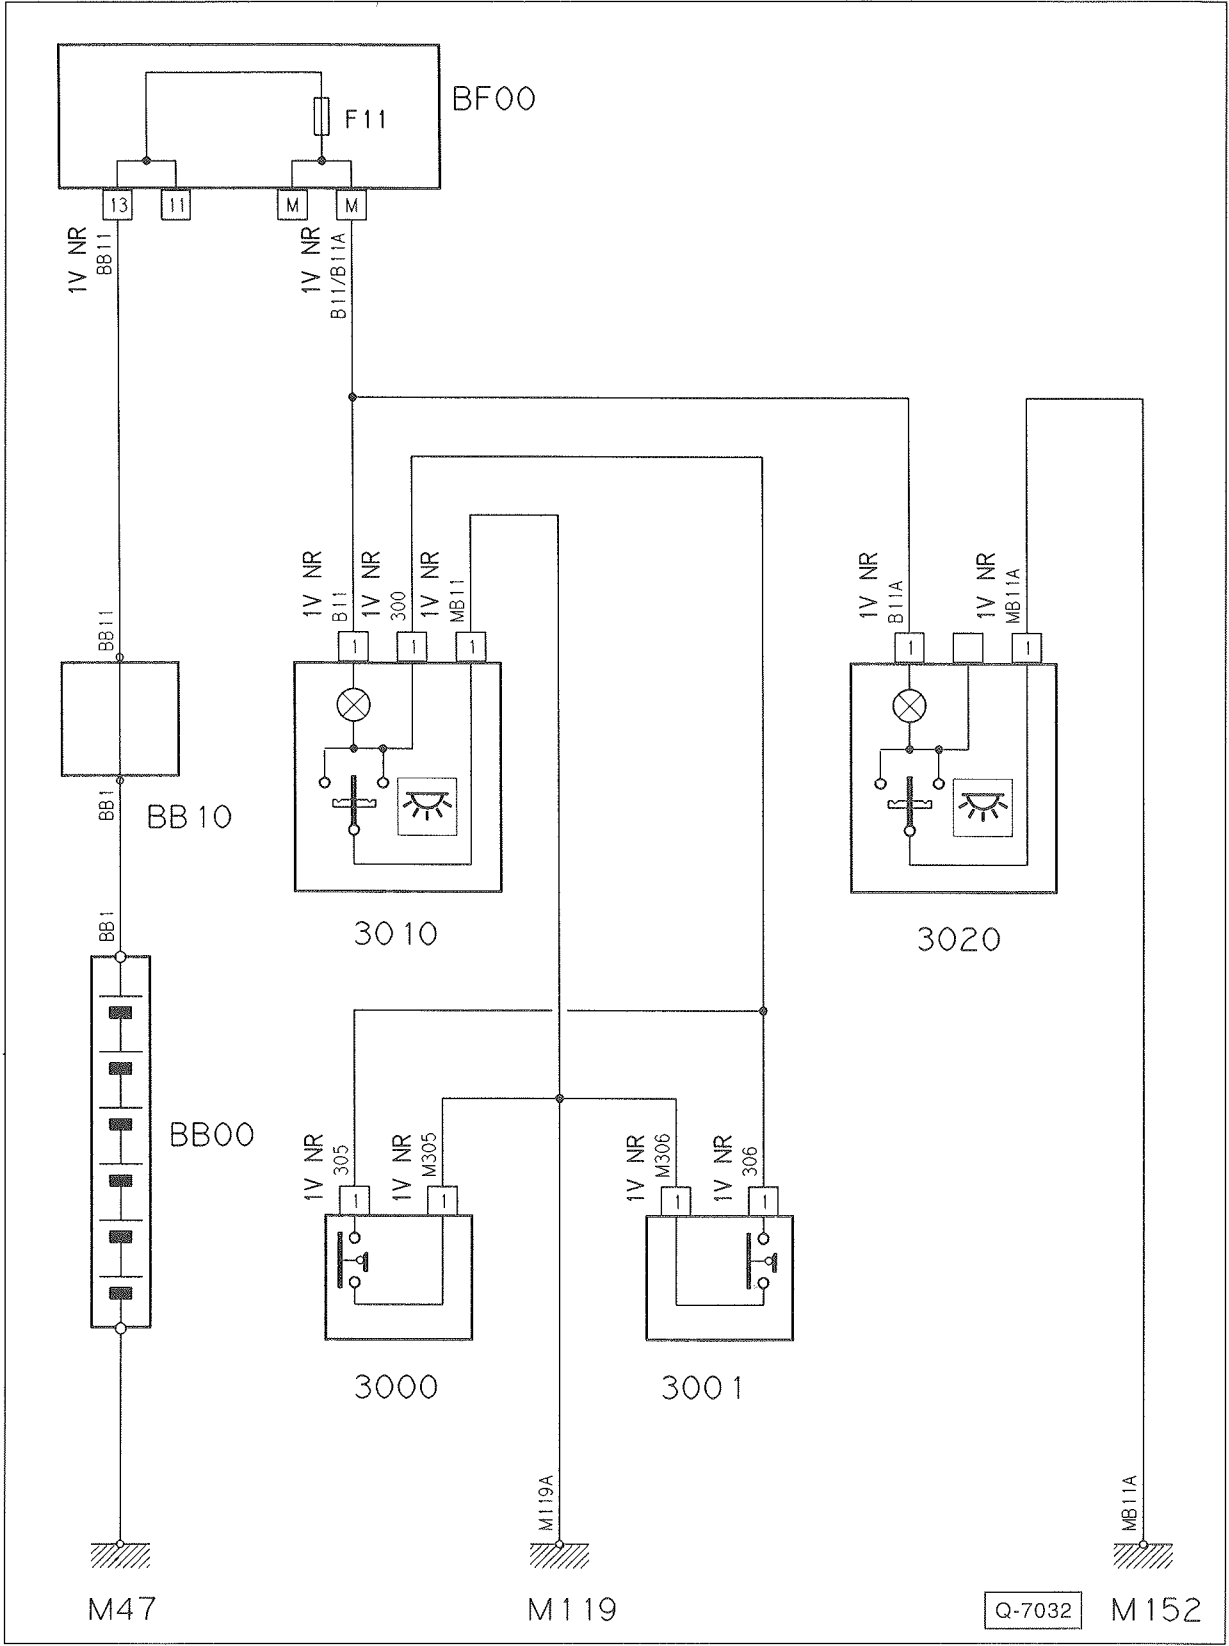 BF00
F11
13
11
M
M
1V NR
BB11
1V NR
B11/B11A
1V NR
B11
1V NR
300
1V NR
MB11
1V NR
B11A
1V NR
MB11A
BB11
1
1
1
1
1
BB1
BB10
3010
3020
BB1
BB00
1V NR
305
1V NR
M305
1V NR
M306
1V NR
306
1
1
1
1
3000
3001
M119A
MB11A
M47
M119
Q-7032
M152